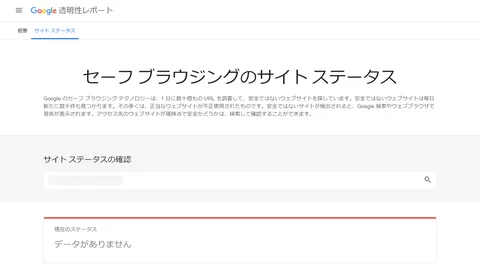 Google 透明性レポート
概要 サイト ステータス
セーフ ブラウジングのサイト ステータス
Google のセーフ ブラウジング テクノロジーは、1 日に数十億もの URL を調査して、安全ではないウェブサイトを探しています。安全ではないウェブサイトは毎日
新たに数千件も見つかります。その多くは、正当なウェブサイトが不正使用されたものです。安全ではないサイトが検出されると、Google 検索やウェブブラウザで
警告が表示されます。アクセス先のウェブサイトが現時点で安全かどうかは、検索して確認することができます。
サイト ステータスの確認
現在のステータス
データがありません